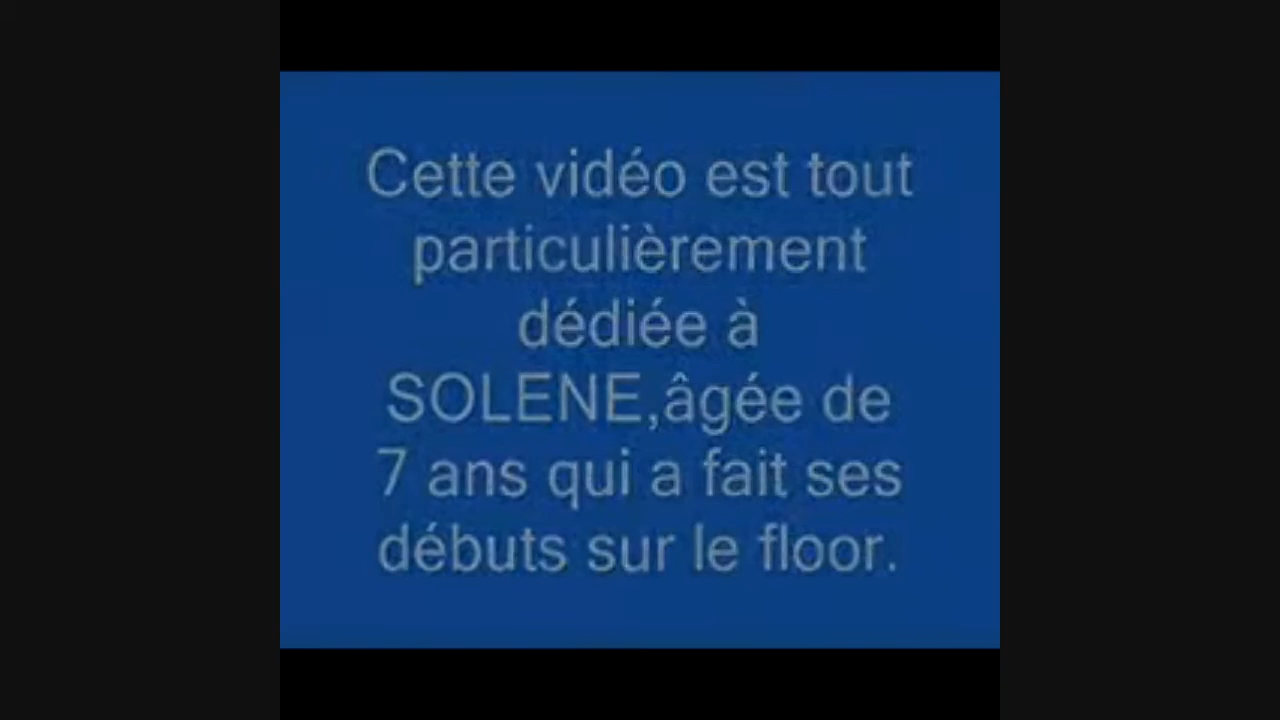 Cette vidéo est tout
particulièrement
dédiée à
SOLENE,âgée de
7 ans qui a fait ses
débuts sur le floor.